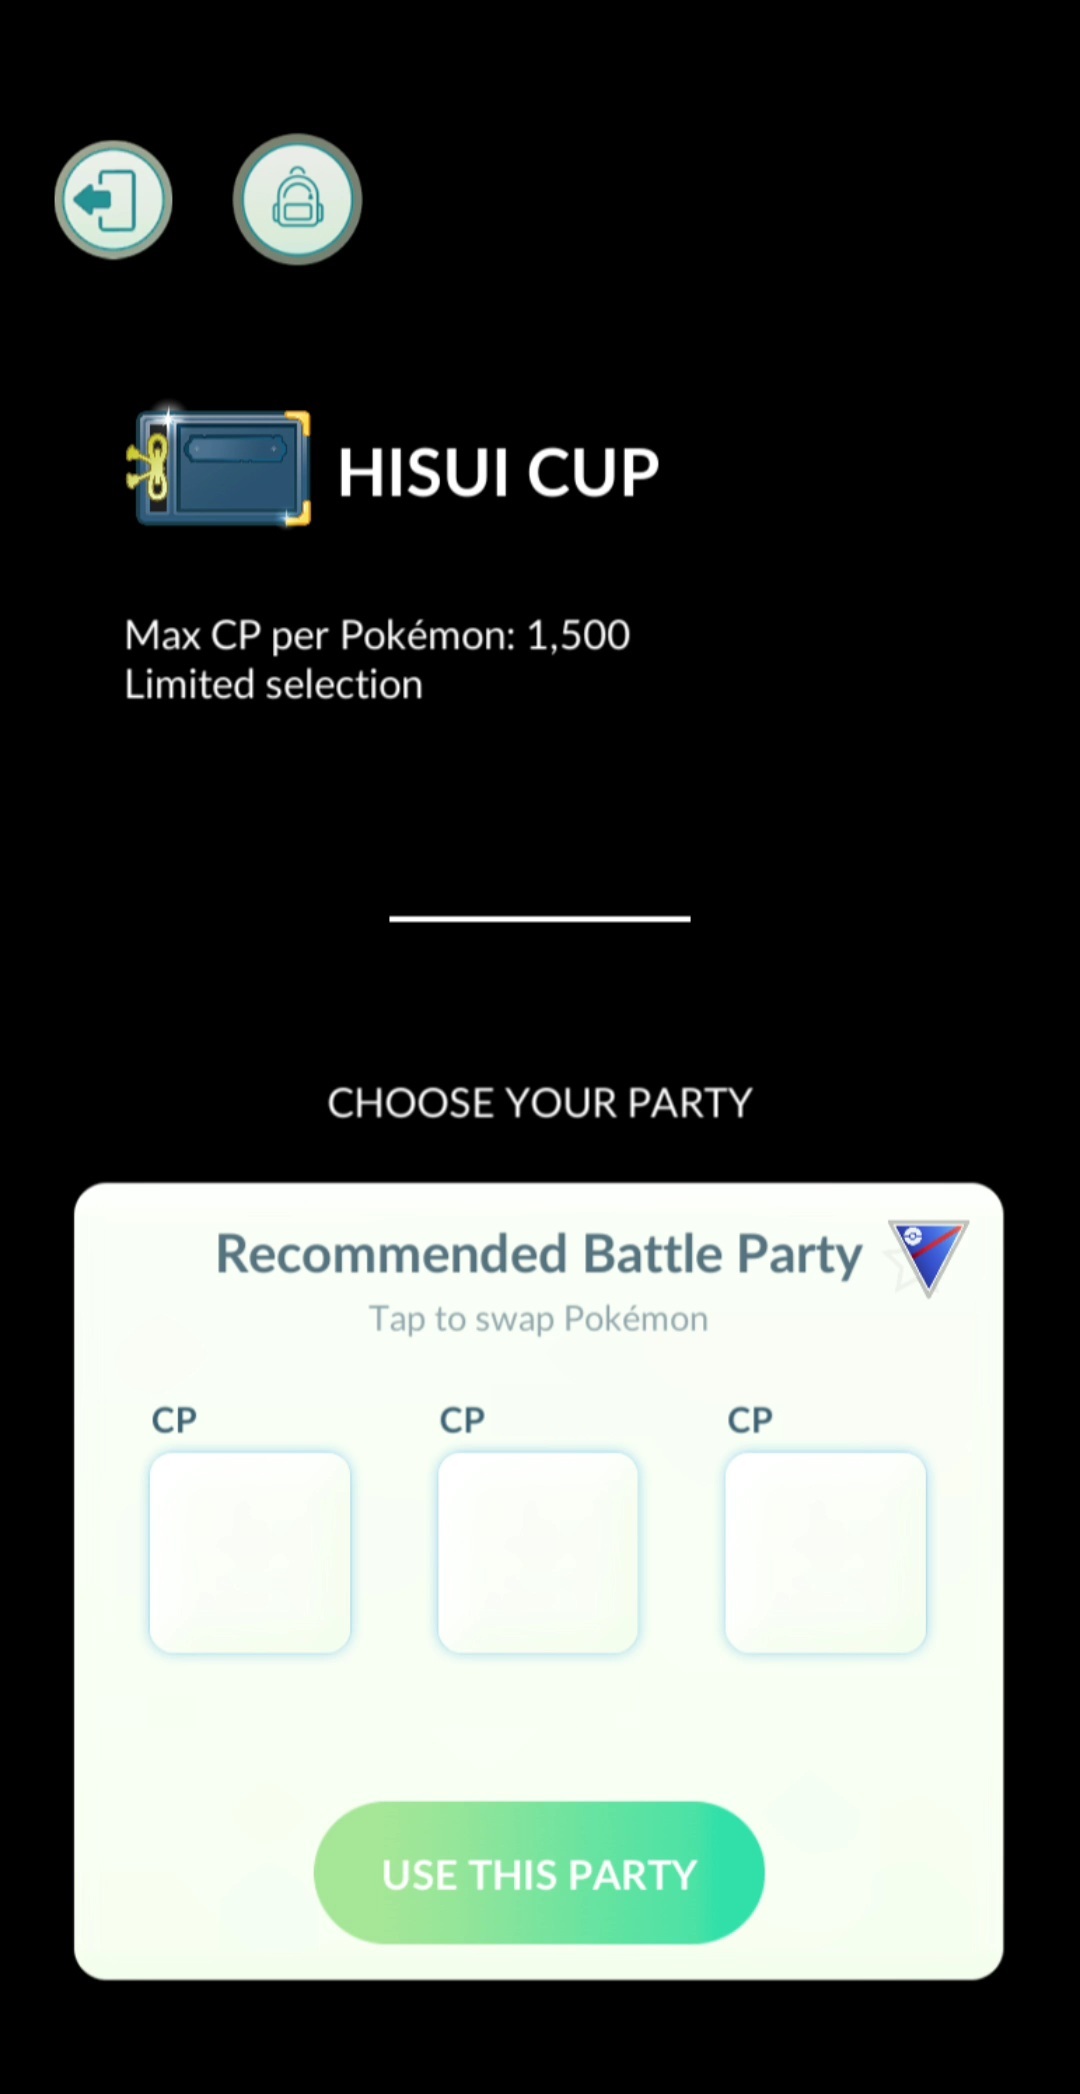 HISUI CUP
Max CP per Pokémon: 1,500
Limited selection
CHOOSE YOUR PARTY
Recommended Battle Party
Tap to swap Pokémon
CP CP CP
USE THIS PARTY